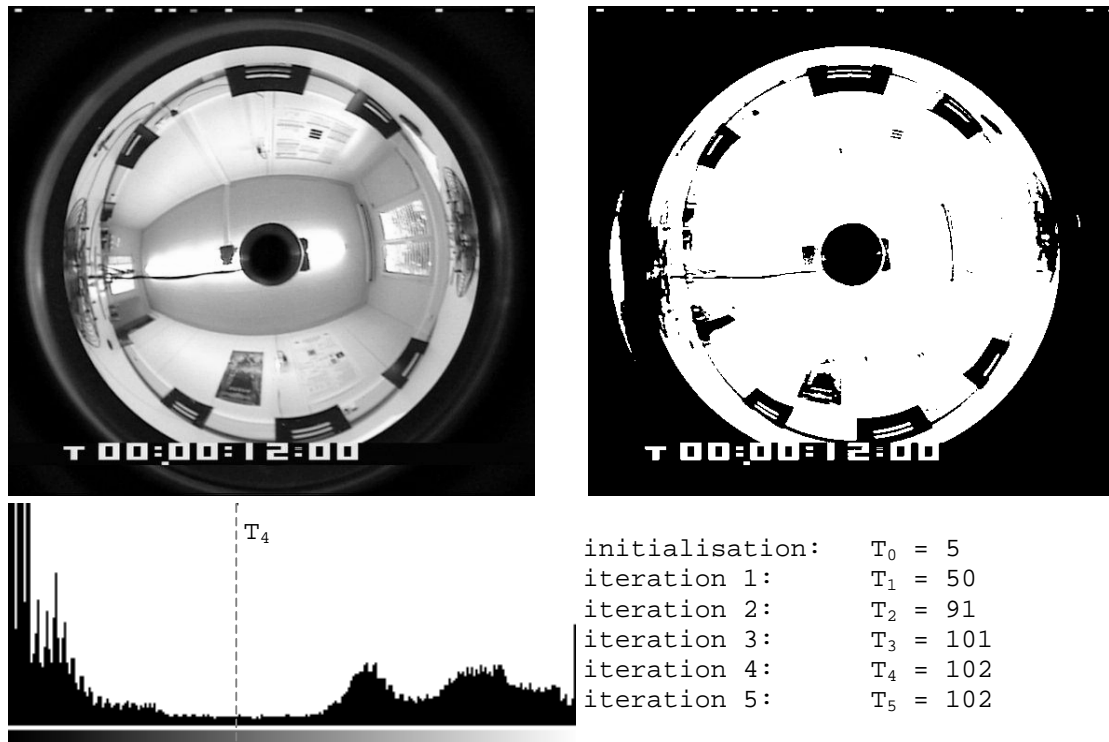 T 00:00:12:00
T 00:00:12:00
T₄
initialisation: T₀ = 5
iteration 1: T₁ = 50
iteration 2: T₂ = 91
iteration 3: T₃ = 101
iteration 4: T₄ = 102
iteration 5: T₅ = 102